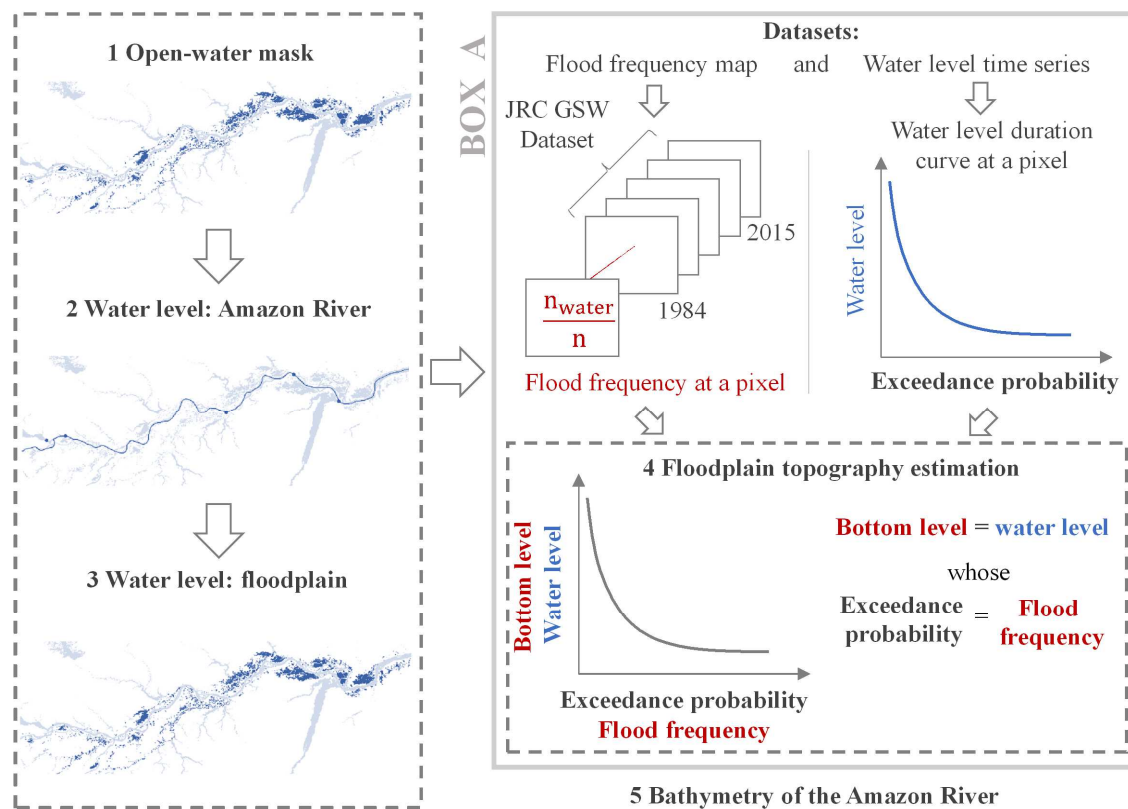 1 Open-water mask
2 Water level: Amazon River
3 Water level: floodplain
BOX A
Datasets:
Flood frequency map and Water level time series
JRC GSW
Dataset
2015
1984
n_water
n
Flood frequency at a pixel
Water level duration
curve at a pixel
Water level
Exceedance probability
4 Floodplain topography estimation
Bottom level
Water level
Exceedance probability
Flood frequency
Bottom level = water level
whose
Exceedance
probability
= Flood
frequency
5 Bathymetry of the Amazon River